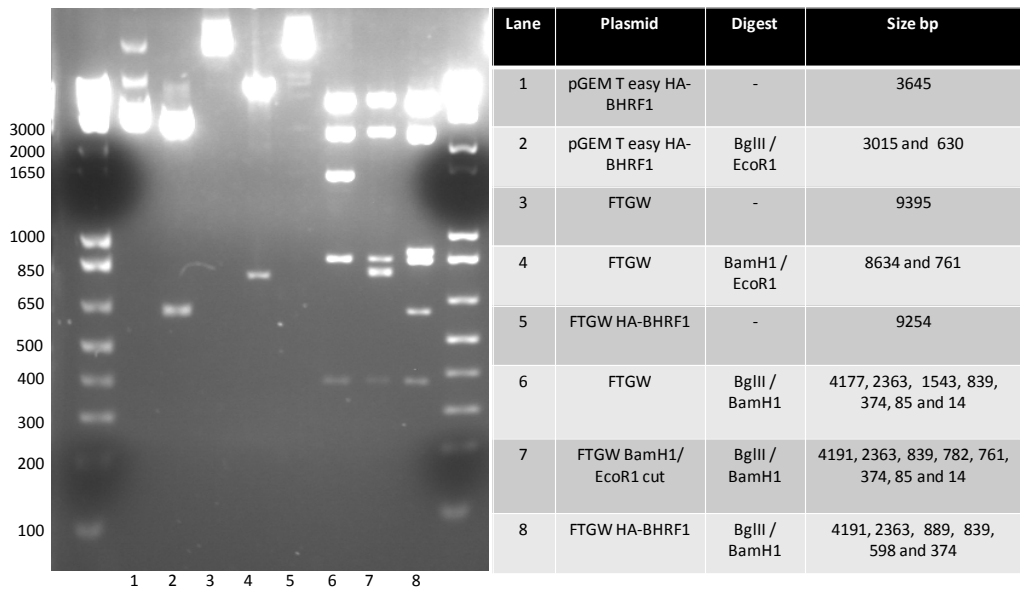 3000
2000
1650
1000
850
650
500
400
300
200
100
1 2 3 4 5 6 7 8
Lane Plasmid Digest Size bp
1 pGEM T easy HA-
BHRF1 - 3645
2 pGEM T easy HA-
BHRF1 BglII /
EcoR1 3015 and 630
3 FTGW - 9395
4 FTGW BamH1 /
EcoR1 8634 and 761
5 FTGW HA-BHRF1 - 9254
6 FTGW BglII /
BamH1 4177, 2363, 1543, 839,
374, 85 and 14
7 FTGW BamH1/
EcoR1 cut BglII /
BamH1 4191, 2363, 839, 782, 761,
374, 85 and 14
8 FTGW HA-BHRF1 BglII /
BamH1 4191, 2363, 889, 839,
598 and 374